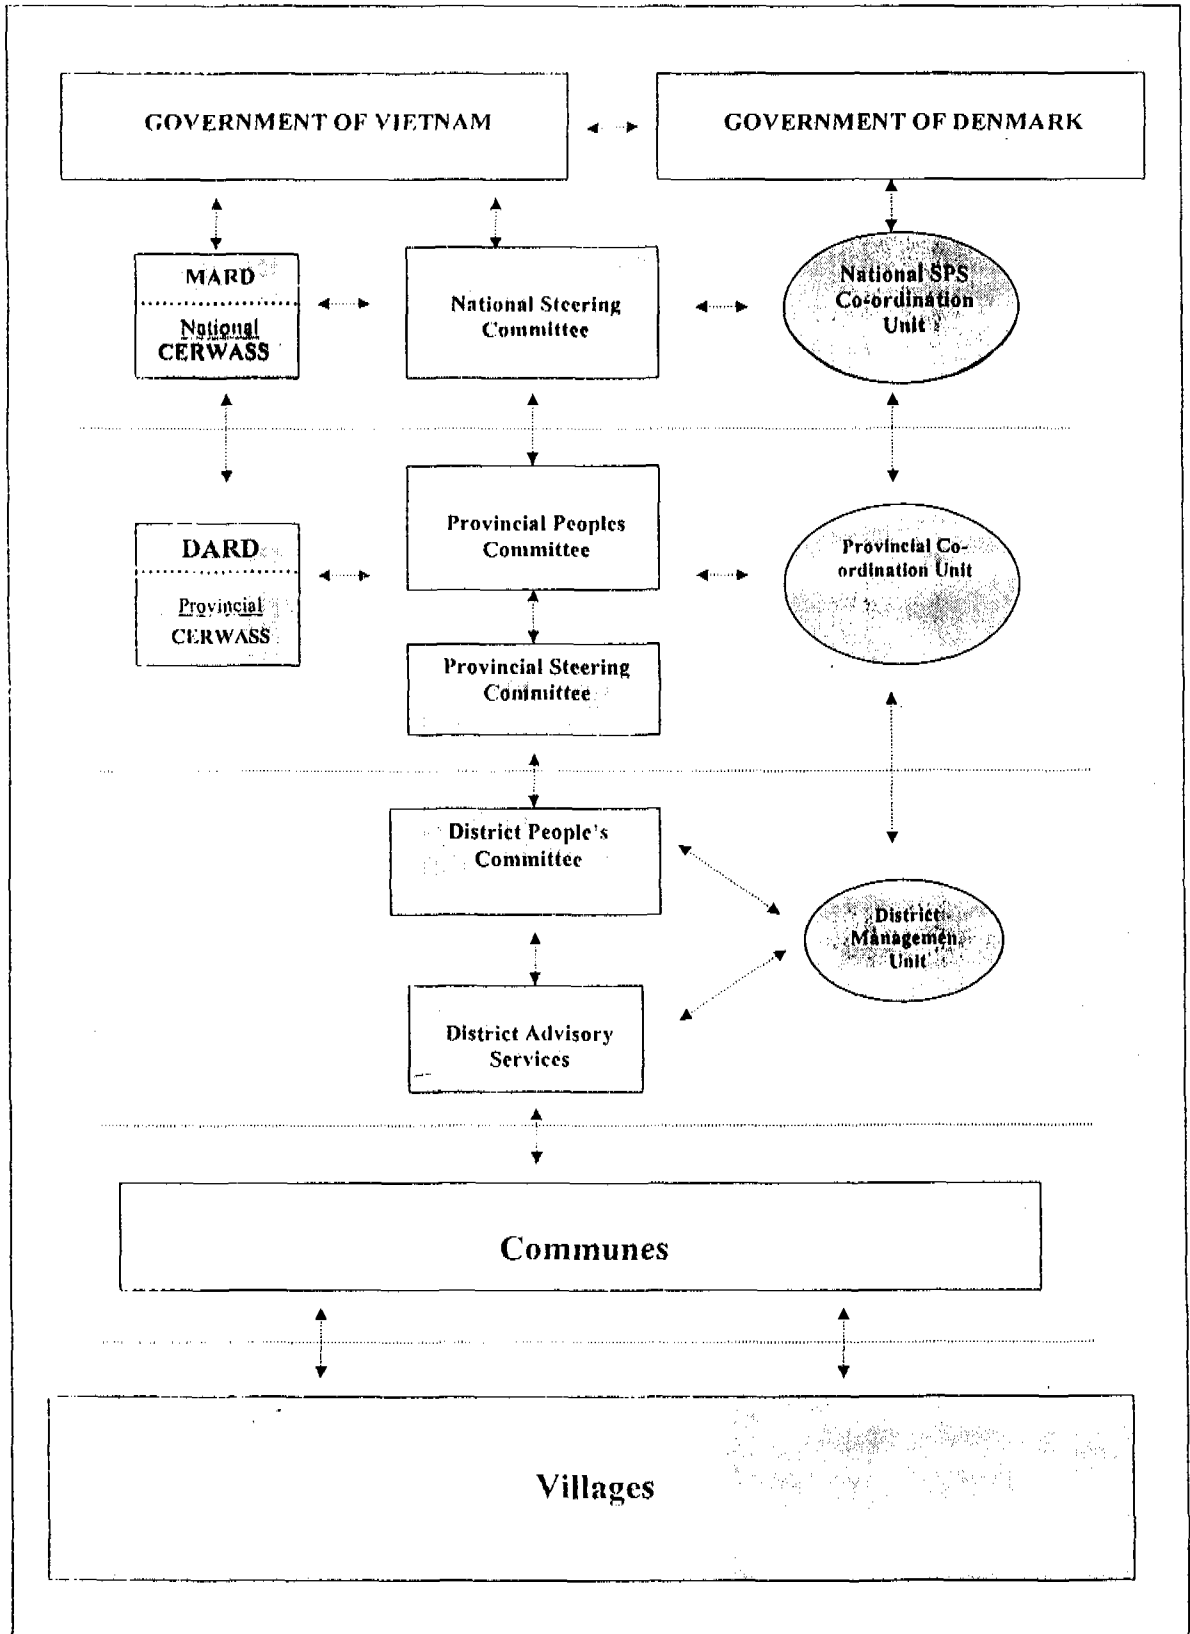 GOVERNMENT OF VIETNAM
GOVERNMENT OF DENMARK
MARD
National
CERWASS
National Steering
Committee
National SPS
Co-ordination
Unit
DARD
Provincial
CERWASS
Provincial Peoples
Committee
Provincial Co-
ordination Unit
Provincial Steering
Committee
District People's
Committee
District
Managemen
Unit
District Advisory
Services
Communes
Villages